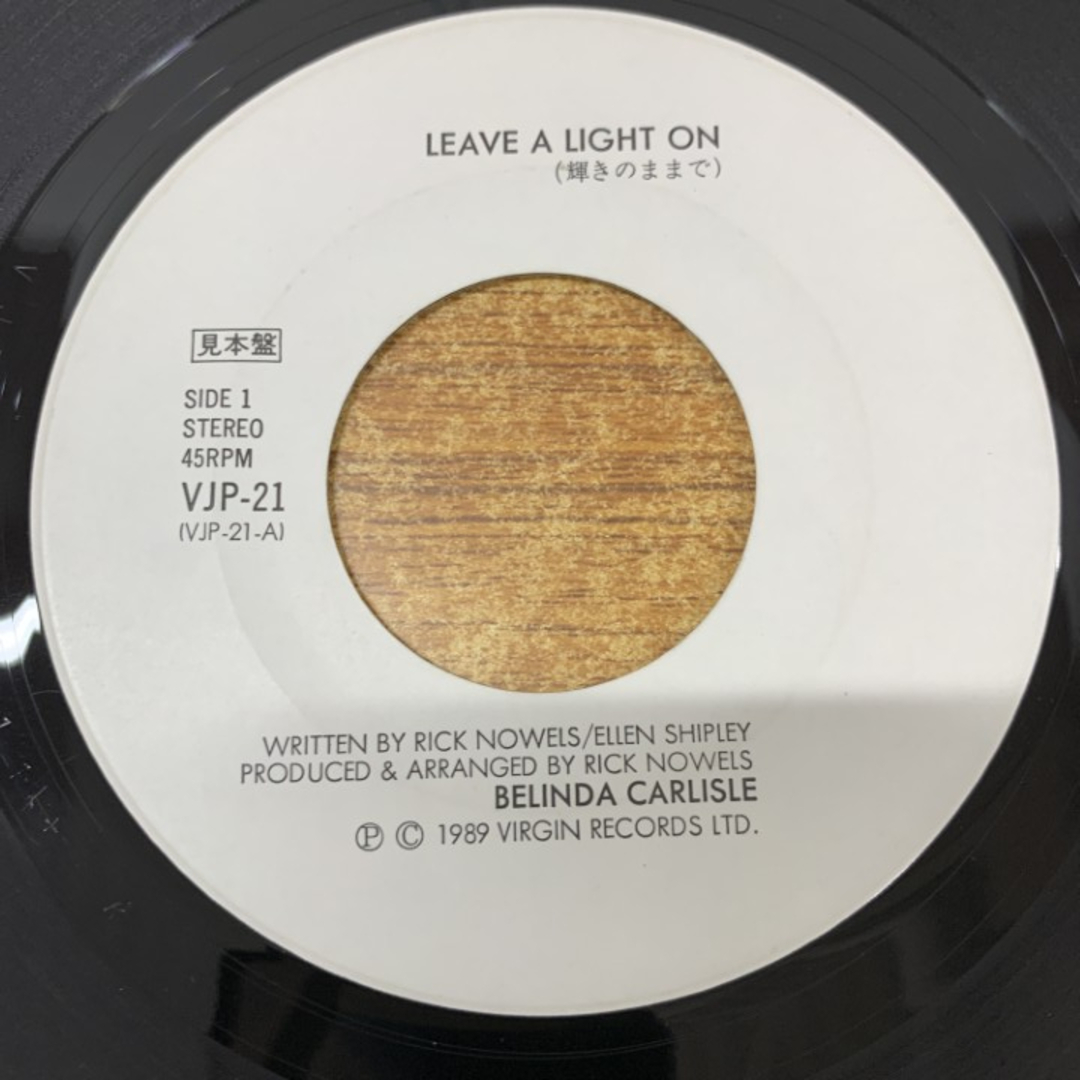 LEAVE A LIGHT ON
(輝きのままで)
見本盤
SIDE 1
STEREO
45RPM
VJP-21
(VJP-21-A)
WRITTEN BY RICK NOWELS/ELLEN SHIPLEY
PRODUCED & ARRANGED BY RICK NOWELS
BELINDA CARLISLE
Ⓟ Ⓒ 1989 VIRGIN RECORDS LTD.